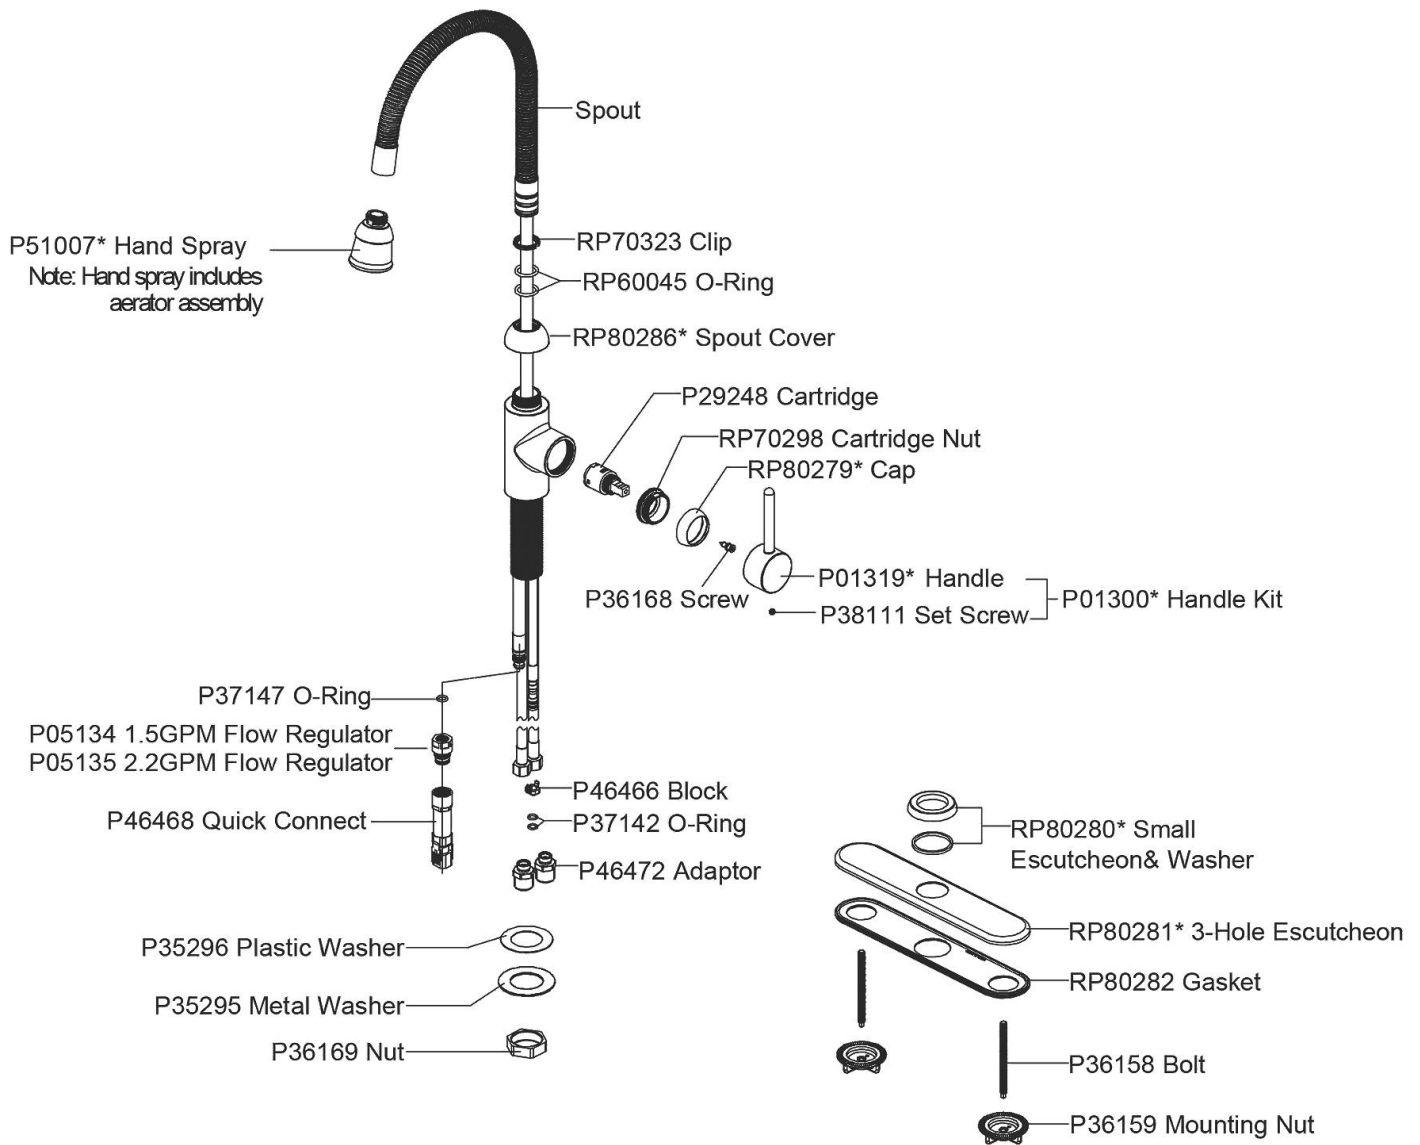 Spout
P51007* Hand Spray
Note: Hand spray includes
aerator assembly
RP70323 Clip
RP60045 O-Ring
RP80286* Spout Cover
P29248 Cartridge
RP70298 Cartridge Nut
RP80279* Cap
P36168 Screw
P01319* Handle
P38111 Set Screw
P01300* Handle Kit
P37147 O-Ring
P05134 1.5GPM Flow Regulator
P05135 2.2GPM Flow Regulator
P46468 Quick Connect
P46466 Block
P37142 O-Ring
P46472 Adaptor
P35296 Plastic Washer
P35295 Metal Washer
P36169 Nut
RP80280* Small
Escutcheon& Washer
RP80281* 3-Hole Escutcheon
RP80282 Gasket
P36158 Bolt
P36159 Mounting Nut